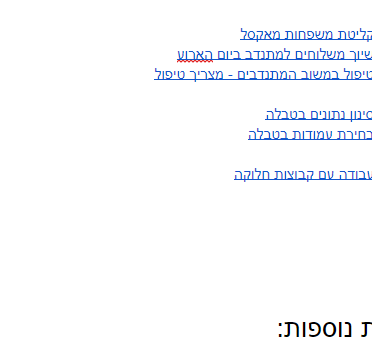 קליטת משפחות מאקסל
שיוך משלוחים למתנדב ביום הארוע
טיפול במשוב המתנדבים - מצריך טיפול
סינון נתונים בטבלה
בחירת עמודות בטבלה
עבודה עם קבוצות חלוקה
ת נוספות: